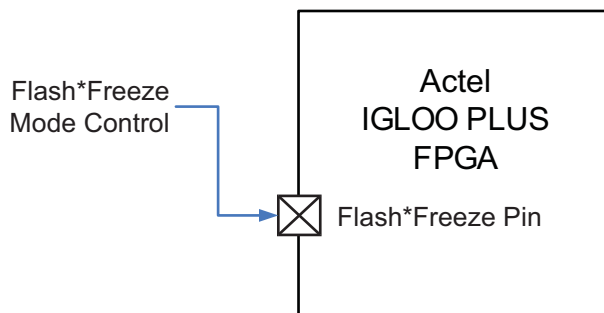 Flash*Freeze
Mode Control
Actel
IGLOO PLUS
FPGA
Flash*Freeze Pin